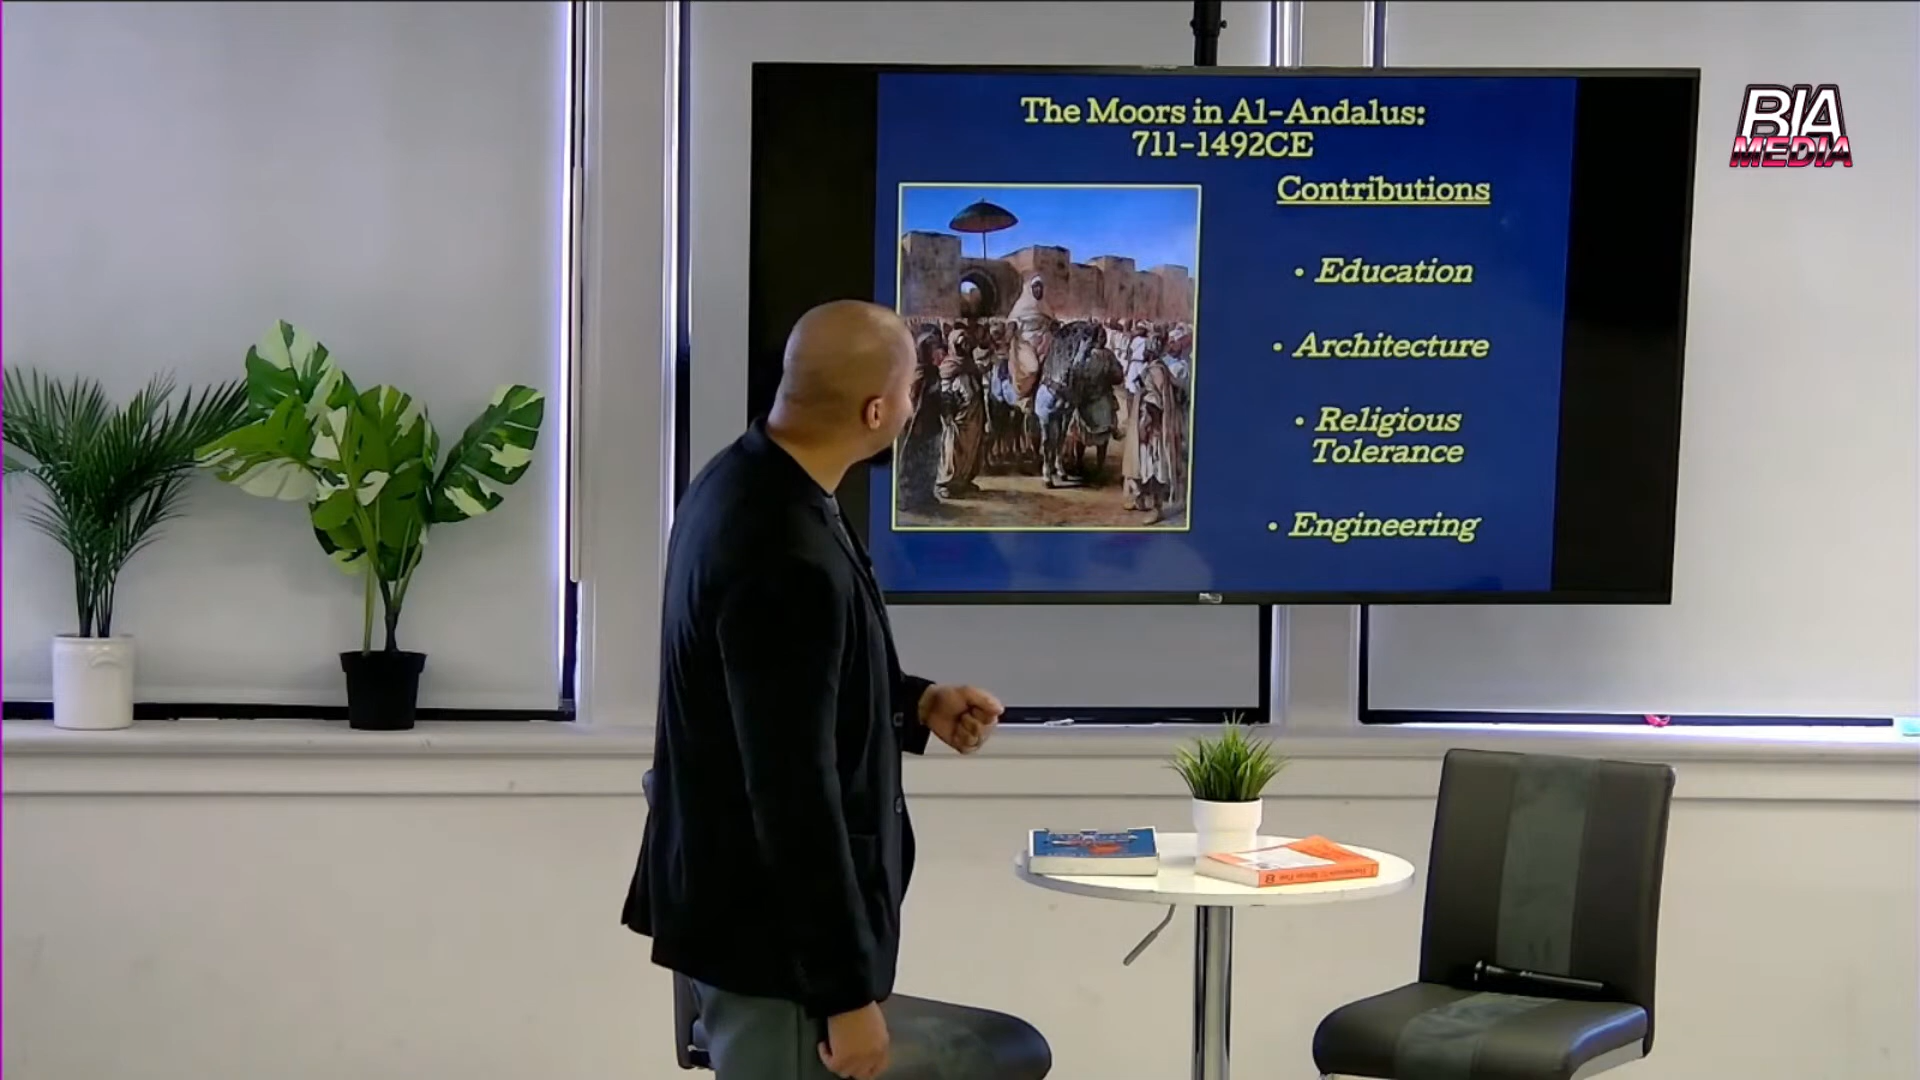 The Moors in Al-Andalus:
711-1492CE
Contributions
• Education
• Architecture
• Religious
Tolerance
• Engineering
BIA
MEDIA